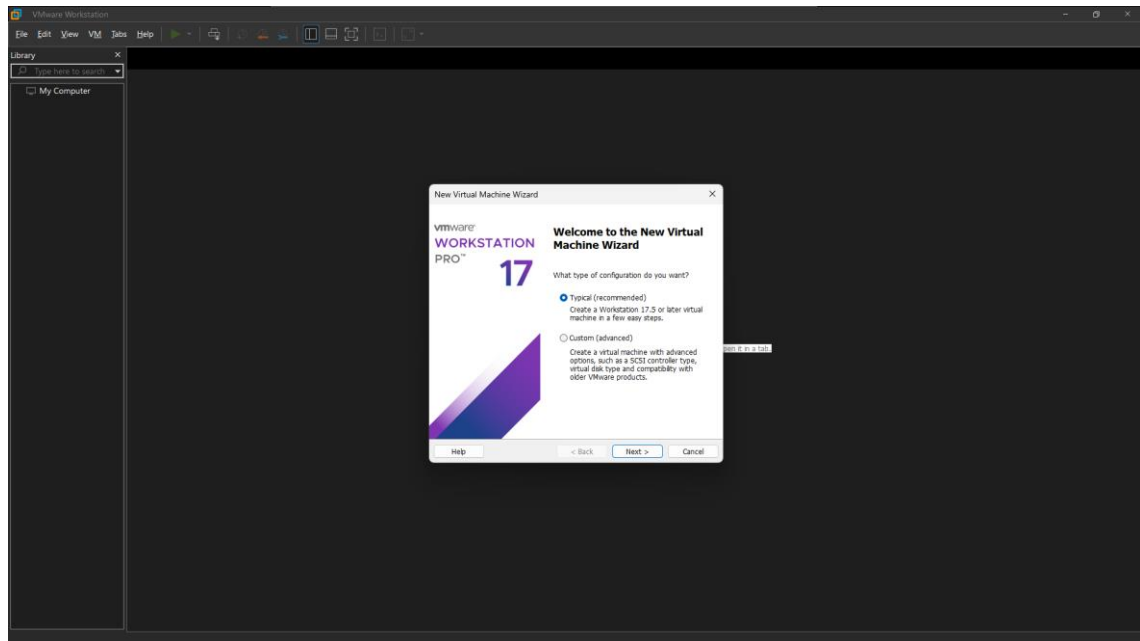 VMware Workstation
File Edit View VM Tabs Help
Library
Type here to search
My Computer
New Virtual Machine Wizard
vmware
WORKSTATION
PRO™
17
Welcome to the New Virtual
Machine Wizard
What type of configuration do you want?
Typical (recommended)
Create a Workstation 17.5 or later virtual
machine in a few easy steps.
Custom (advanced)
Create a virtual machine with advanced
options, such as a SCSI controller type,
virtual disk type and compatibility with
older VMware products.
open it in a tab.
Help < Back Next > Cancel